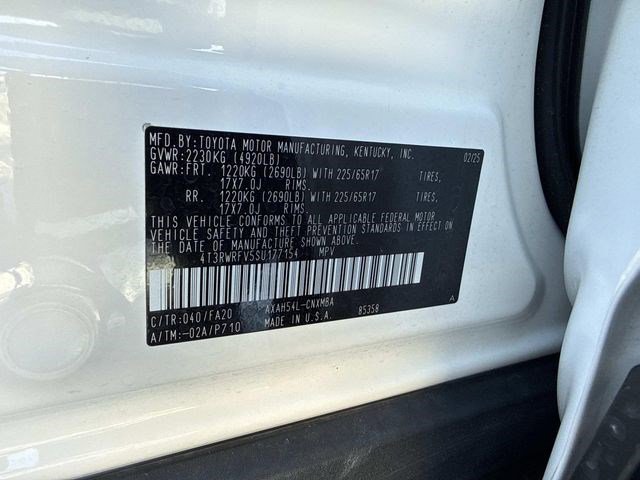 MFD. BY: TOYOTA MOTOR MANUFACTURING, KENTUCKY, INC. 02/25
GVWR: 2230KG (4920LB)
GAWR: FRT. 1220KG (2690LB) WITH 225/65R17 TIRES,
17X7.0J RIMS.
RR. 1220KG (2690LB) WITH 225/65R17 TIRES,
17X7.0J RIMS.
THIS VEHICLE CONFORMS TO ALL APPLICABLE FEDERAL MOTOR
VEHICLE SAFETY AND THEFT PREVENTION STANDARDS IN EFFECT ON
THE DATE OF MANUFACTURE SHOWN ABOVE.
4T3RWRFV5SU177154 MPV
C/TR: 040/FA20 AXAH54L-CNXMBA 85358 A
A/TM: -02A/P710 MADE IN U.S.A.